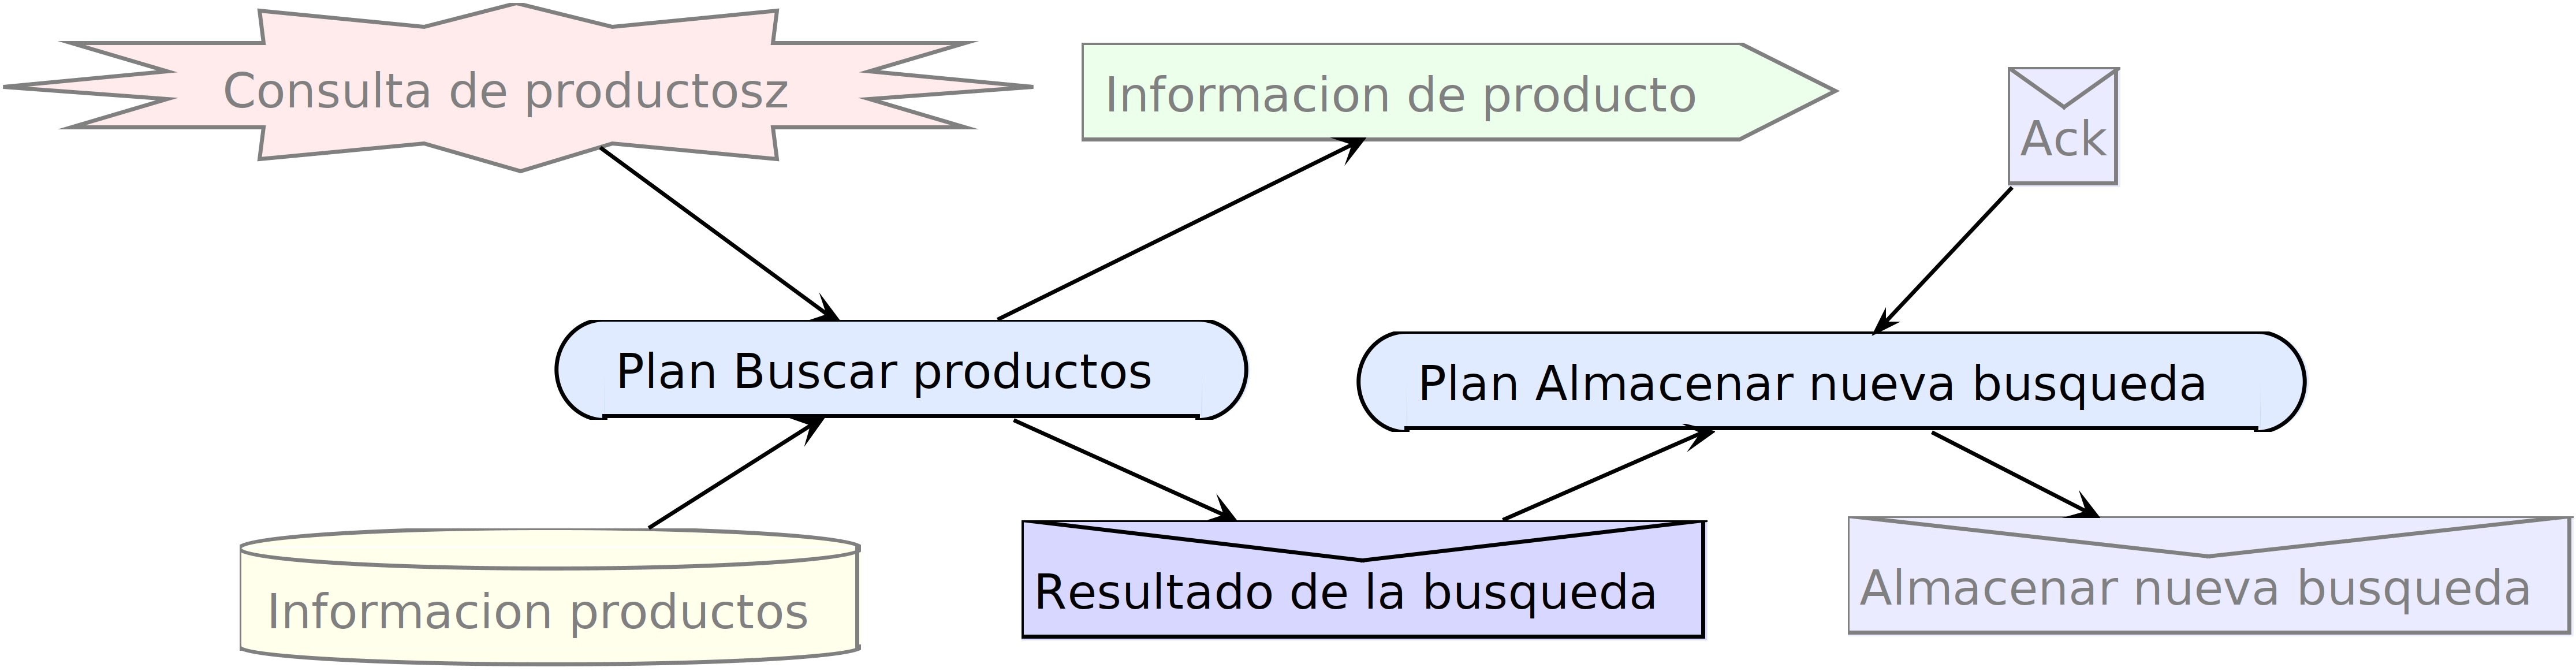 Consulta de productosz
Informacion de producto
Ack
Plan Buscar productos
Plan Almacenar nueva busqueda
Informacion productos
Resultado de la busqueda
Almacenar nueva busqueda